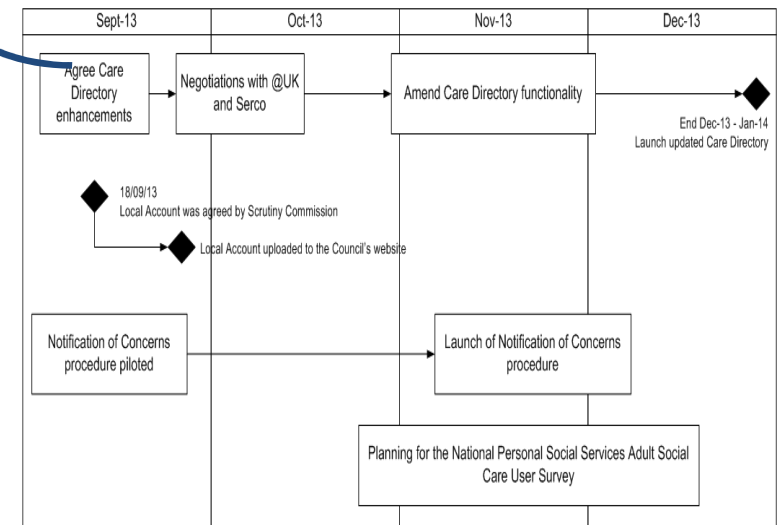 Sept-13
Oct-13
Nov-13
Dec-13
Agree Care
Directory
enhancements
Negotiations with @UK
and Serco
Amend Care Directory functionality
End Dec-13 - Jan-14
Launch updated Care Directory
18/09/13
Local Account was agreed by Scrutiny Commission
Local Account uploaded to the Council's website
Notification of Concerns
procedure piloted
Launch of Notification of Concerns
procedure
Planning for the National Personal Social Services Adult Social
Care User Survey